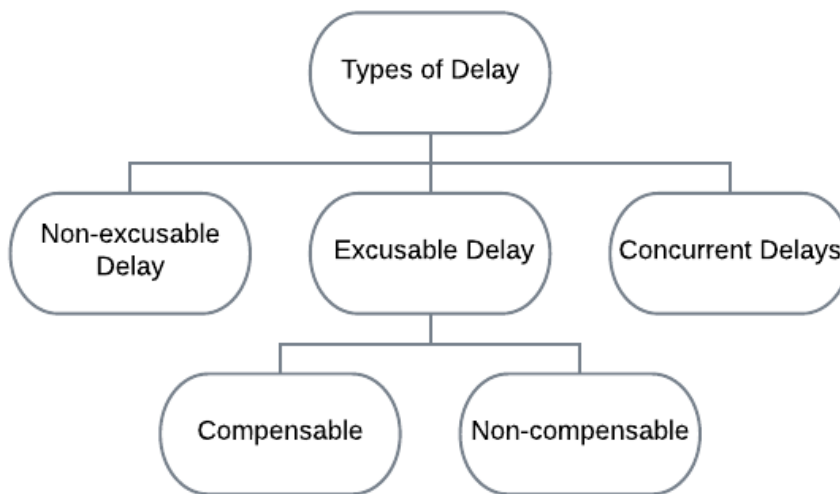 Types of Delay
Non-excusable
Delay
Excusable Delay
Concurrent Delays
Compensable
Non-compensable